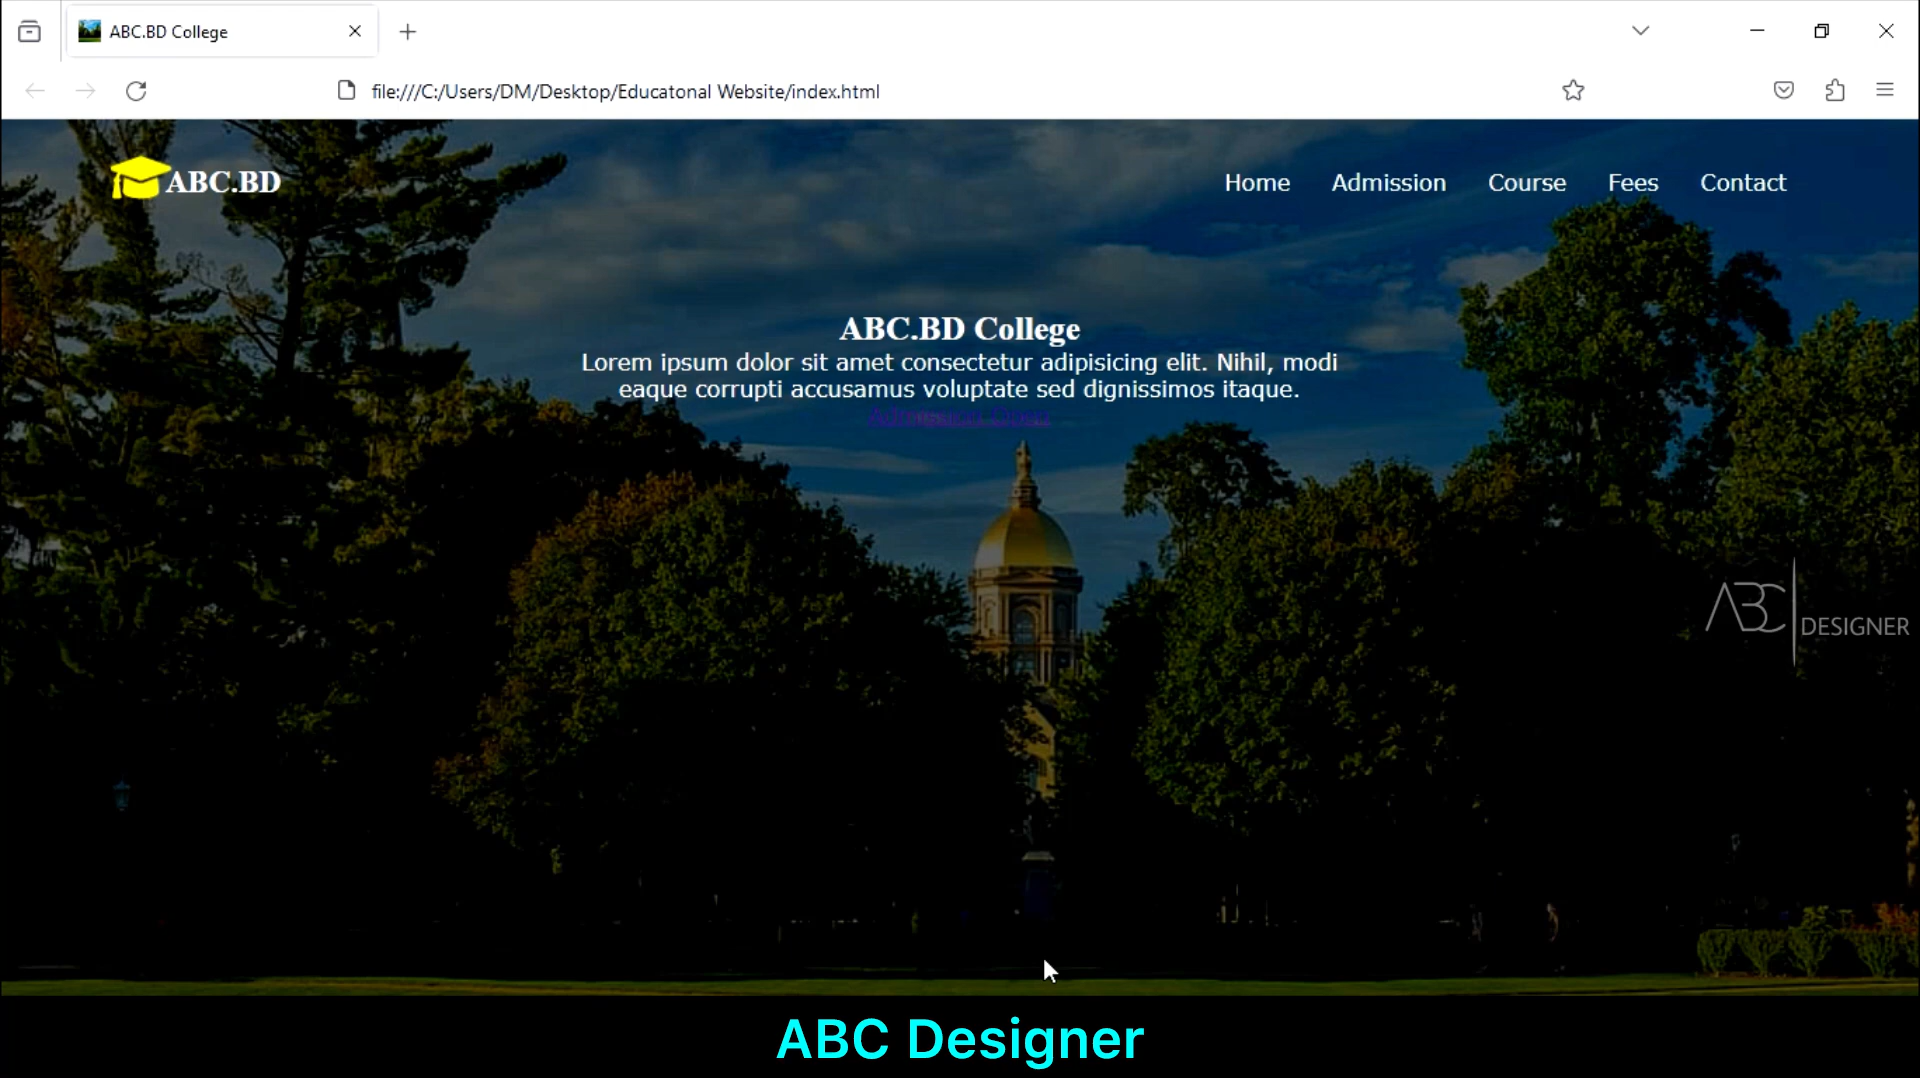 ABC.BD College
file:///C:/Users/DM/Desktop/Educatonal Website/index.html
ABC.BD
Home Admission Course Fees Contact
ABC.BD College
Lorem ipsum dolor sit amet consectetur adipisicing elit. Nihil, modi
eaque corrupti accusamus voluptate sed dignissimos itaque.
Admission Open
ABC DESIGNER
ABC Designer